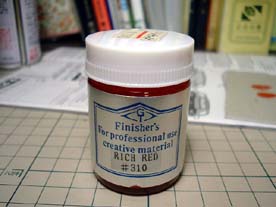 Finisher's
For professional use
creative material
RICH RED
#310